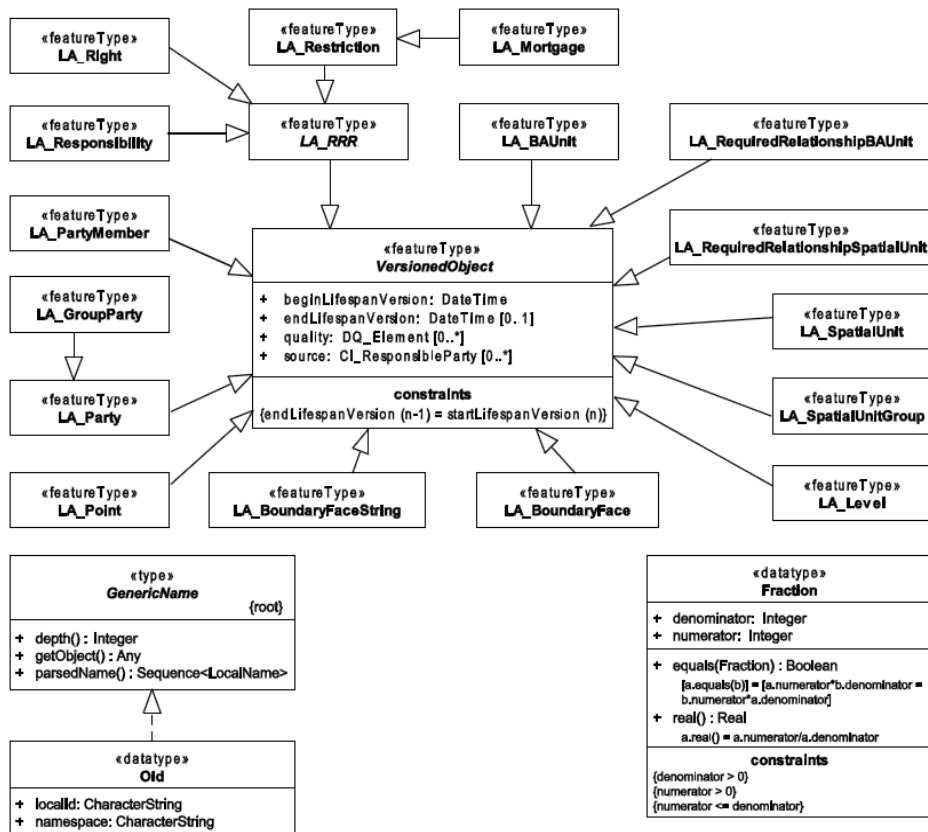 «featureType»
LA_Right
«featureType»
LA_Restriction
«featureType»
LA_Mortgage
«featureType»
LA_Responsibility
«featureType»
LA_RRR
«featureType»
LA_BAUnit
«featureType»
LA_RequiredRelationshipBAUnit
«featureType»
LA_PartyMember
«featureType»
LA_RequiredRelationshipSpatialUnit
«featureType»
VersionedObject
+ beginLifespanVersion: DateTime
+ endLifespanVersion: DateTime [0..1]
+ quality: DQ_Element [0..*]
+ source: CI_ResponsibleParty [0..*]
constraints
{endLifespanVersion (n-1) = startLifespanVersion (n)}
«featureType»
LA_GroupParty
«featureType»
LA_SpatialUnit
«featureType»
LA_Party
«featureType»
LA_SpatialUnitGroup
«featureType»
LA_Point
«featureType»
LA_BoundaryFaceString
«featureType»
LA_BoundaryFace
«featureType»
LA_Level
«type»
GenericName
{root}
+ depth() : Integer
+ getObject() : Any
+ parsedName() : Sequence<LocalName>
«datatype»
Oid
+ localId: CharacterString
+ namespace: CharacterString
«datatype»
Fraction
+ denominator: Integer
+ numerator: Integer
+ equals(Fraction) : Boolean
[a.equals(b)] = [a.numerator*b.denominator =
b.numerator*a.denominator]
+ real() : Real
a.real() = a.numerator/a.denominator
constraints
{denominator > 0}
{numerator > 0}
{numerator <= denominator}